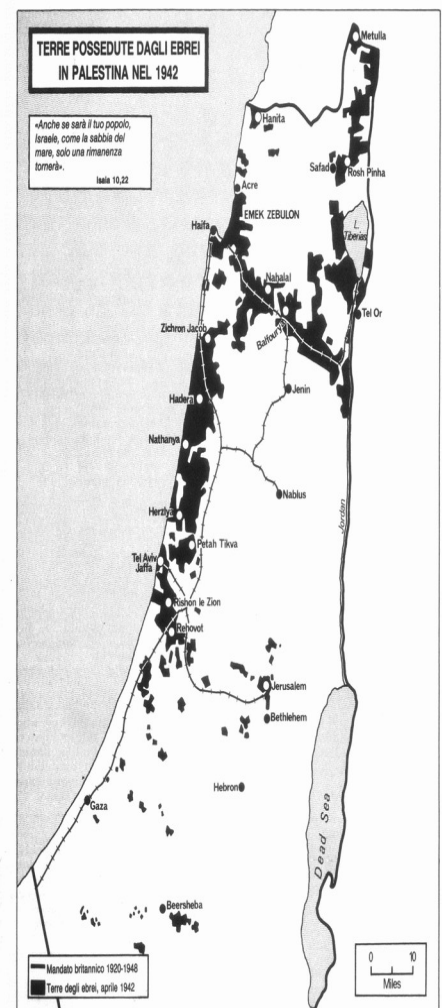 TERRE POSSEDUTE DAGLI EBREI
IN PALESTINA NEL 1942
«Anche se sarà il tuo popolo,
Israele, come la sabbia del
mare, solo una rimanenza
tornerà».
Isaia 10,22
Metulla
Hanita
Safad
Rosh Pinha
Acre
EMEK ZEBULON
Haifa
L.
Tiberias
Nahalal
Tel Or
Balfourya
Zichron Jacob
Jenin
Hadera
Nathanya
Nablus
Herzlya
Jordan
Petah Tikva
Tel Aviv
Jaffa
Rishon le Zion
Rehovot
Jerusalem
Bethlehem
Hebron
Gaza
Dead Sea
Beersheba
Mandato britannico 1920-1948
Terre degli ebrei, aprile 1942
0 10
Miles